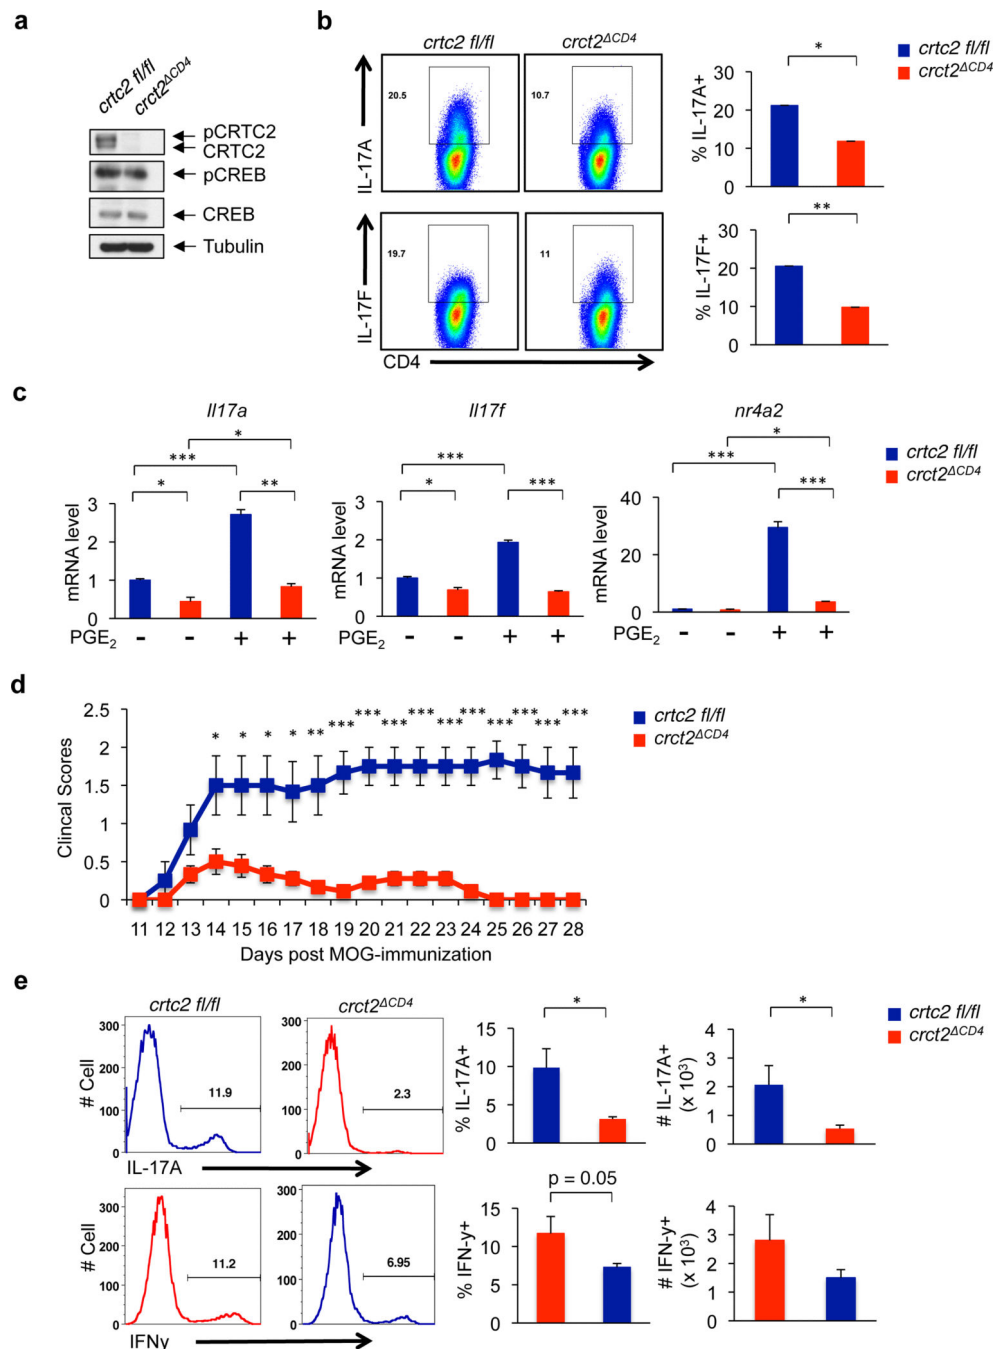 a
crtc2 fl/fl
crct2ΔCD4
pCRTC2
CRTC2
pCREB
CREB
Tubulin
b
crtc2 fl/fl
crct2ΔCD4
20.5
10.7
IL-17A
19.7
11
IL-17F
CD4
*
% IL-17A+
30
20
10
0
**
% IL-17F+
30
20
10
0
crtc2 fl/fl
crct2ΔCD4
c
Il17a
*
***
*
**
mRNA level
3
2
1
0
PGE2 - - + +
Il17f
***
*
***
mRNA level
3
2
1
0
PGE2 - - + +
nr4a2
*
***
***
mRNA level
40
20
0
PGE2 - - + +
crtc2 fl/fl
crct2ΔCD4
d
Clincal Scores
2.5
2
1.5
1
0.5
0
* * * * ** *** *** *** *** *** *** *** *** *** ***
11 12 13 14 15 16 17 18 19 20 21 22 23 24 25 26 27 28
Days post MOG-immunization
crtc2 fl/fl
crct2ΔCD4
e
crtc2 fl/fl
crct2ΔCD4
# Cell
300
200
100
0
11.9
300
200
100
0
2.3
IL-17A
*
% IL-17A+
15
10
5
0
*
# IL-17A+
(x 10³)
4
3
2
1
0
crtc2 fl/fl
crct2ΔCD4
# Cell
300
200
100
0
11.2
300
200
100
0
6.95
IFNγ
p = 0.05
% IFN-γ+
15
10
5
0
# IFN-γ+
(x 10³)
4
3
2
1
0